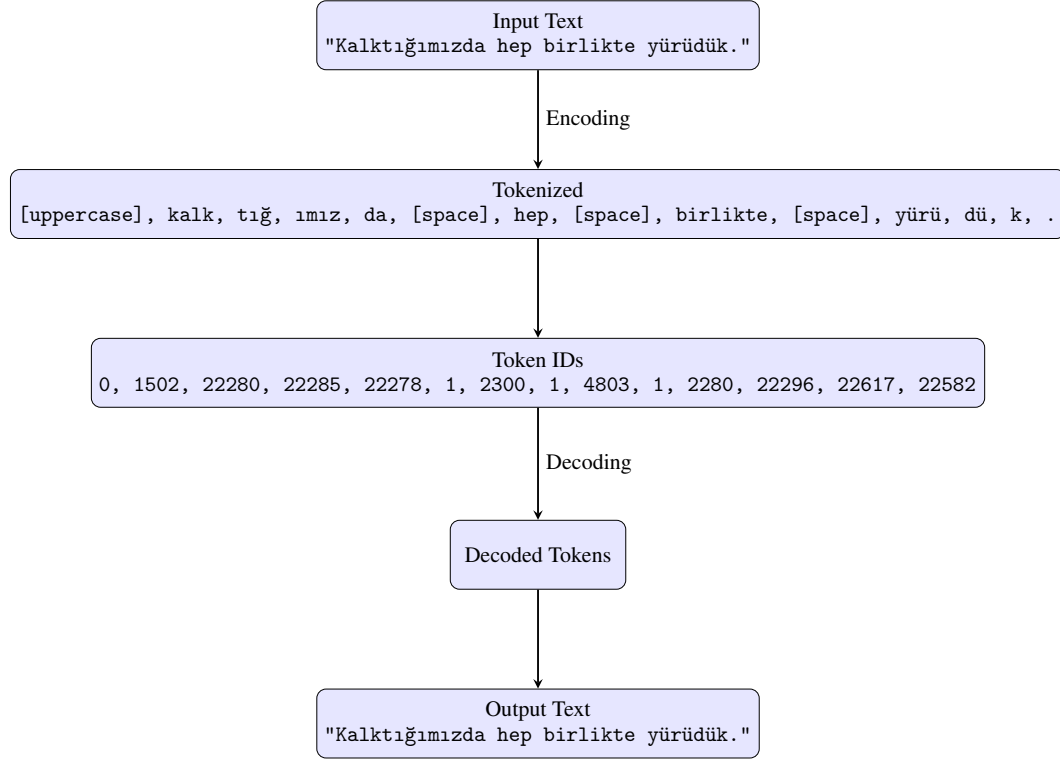 Input Text
"Kalktığımızda hep birlikte yürüdük."
Encoding
Tokenized
[uppercase], kalk, tığ, ımız, da, [space], hep, [space], birlikte, [space], yürü, dü, k, .
Token IDs
0, 1502, 22280, 22285, 22278, 1, 2300, 1, 4803, 1, 2280, 22296, 22617, 22582
Decoding
Decoded Tokens
Output Text
"Kalktığımızda hep birlikte yürüdük."